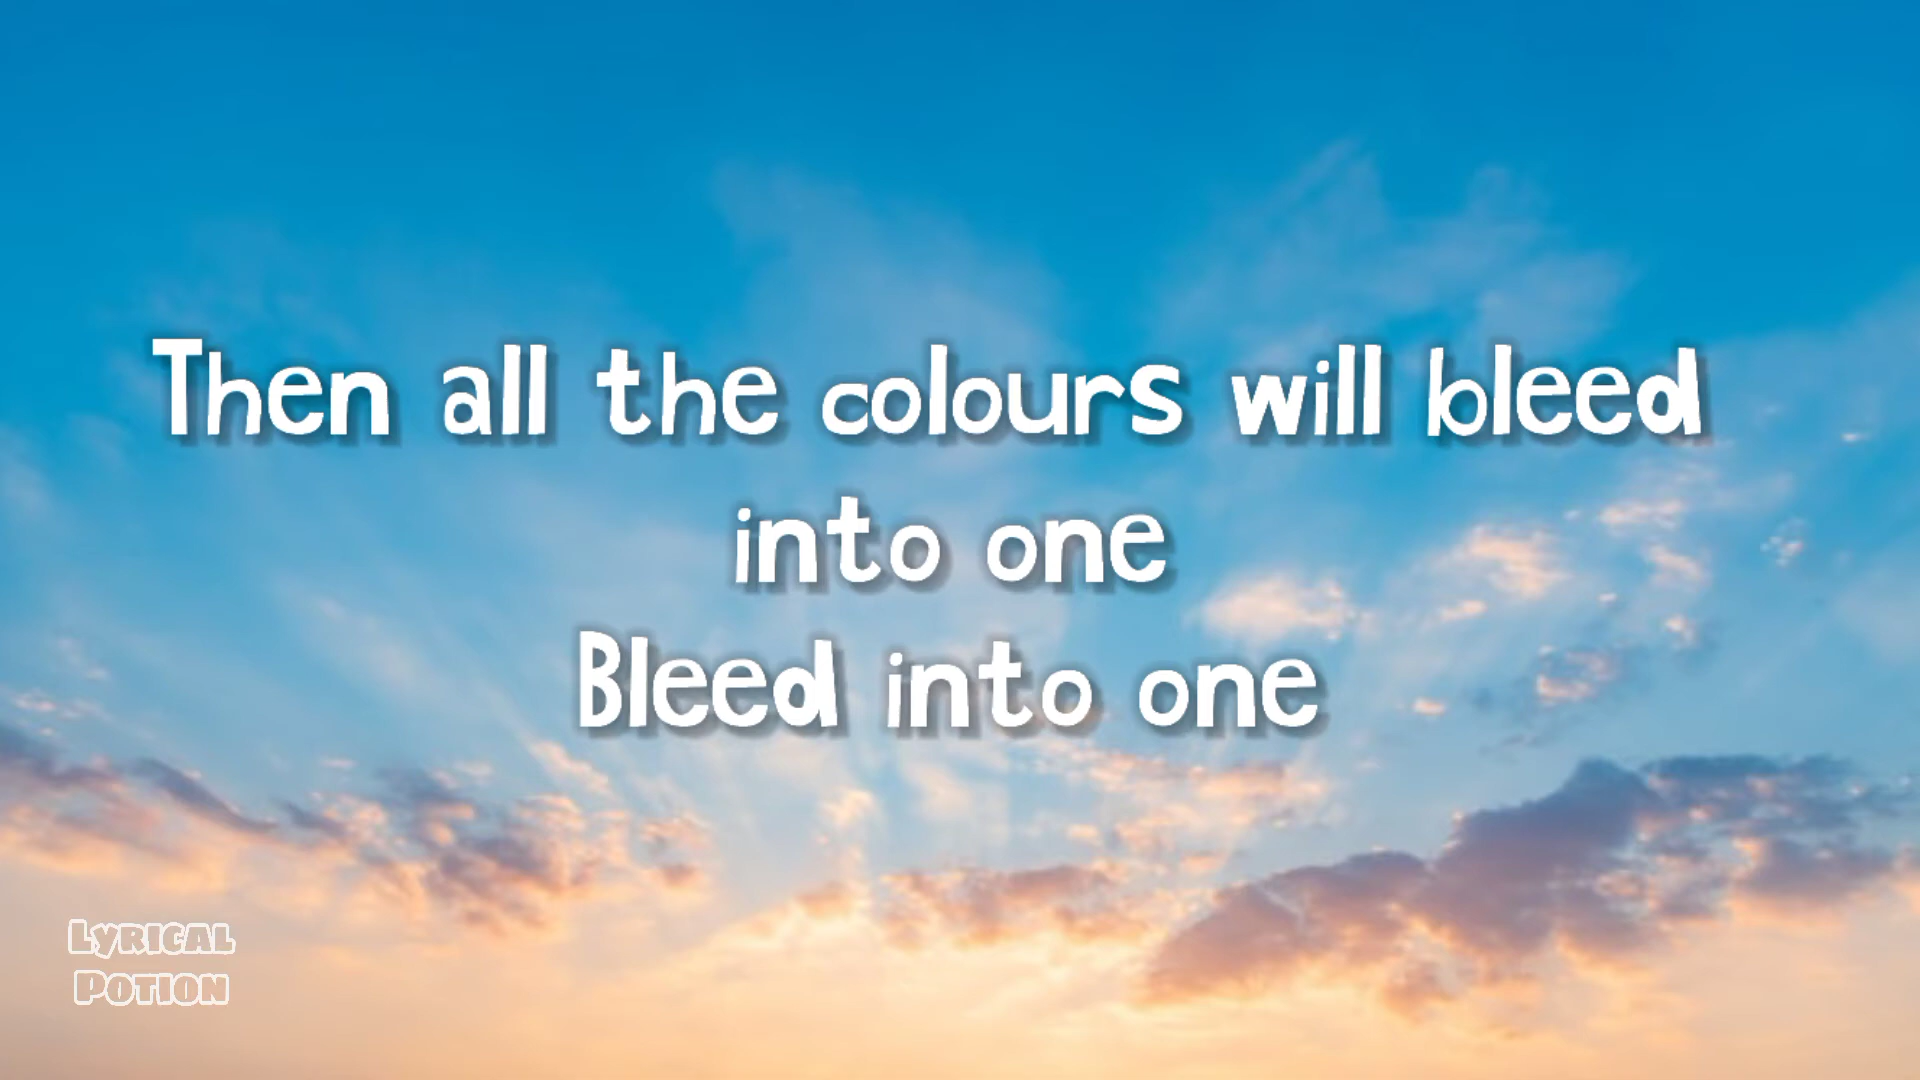 Then all the colours will bleed
into one
Bleed into one
Lyrical
Potion